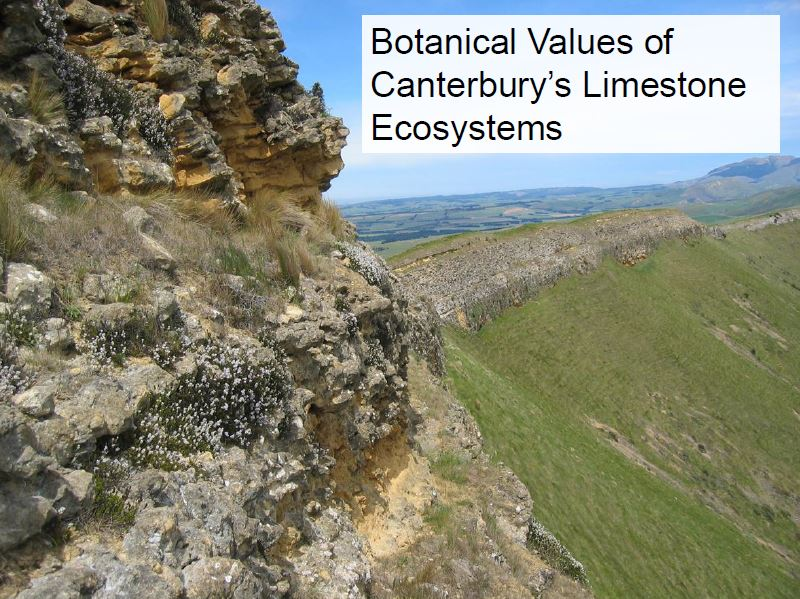 Botanical Values of
Canterbury’s Limestone
Ecosystems